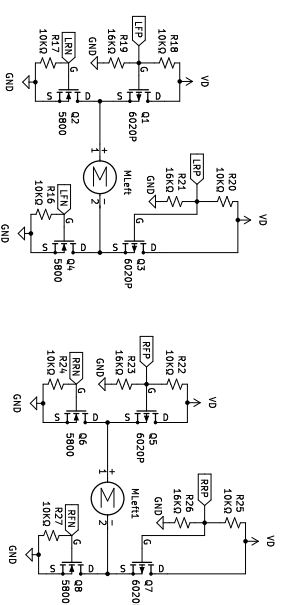 LFP
R18
10KΩ
VD
R19
16KΩ
GND
LRN
R17
10KΩ
GND
G
S
D
Q1
6020P
G
S
D
Q2
5800
+
1
MLeft
M
2
−
LRP
R20
10KΩ
VD
R21
16KΩ
GND
LFN
R16
10KΩ
GND
G
S
D
Q3
6020P
G
S
D
Q4
5800
RFP
R22
10KΩ
VD
R23
16KΩ
GND
RRN
R24
10KΩ
GND
G
S
D
Q5
6020P
G
S
D
Q6
5800
+
1
MLeft1
M
2
−
RRP
R25
10KΩ
VD
R26
16KΩ
GND
RFN
R27
10KΩ
GND
G
S
D
Q7
6020
G
S
D
Q8
5800